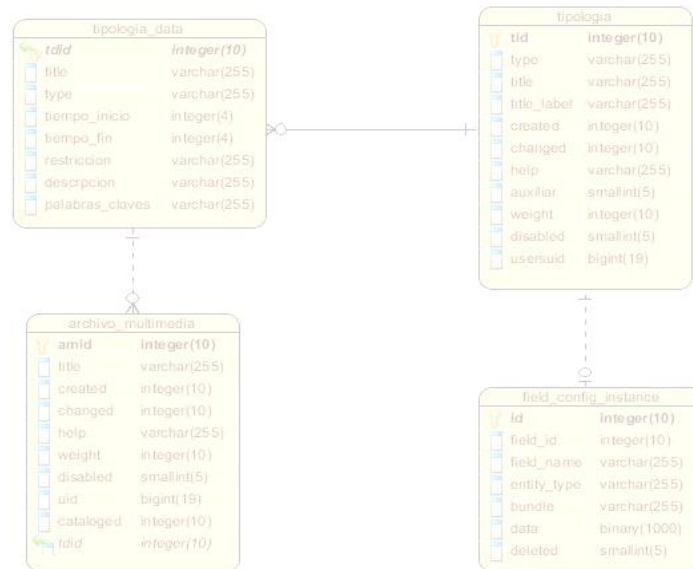 tipologia_data
tdid integer(10)
title varchar(255)
type varchar(255)
tiempo_inicio integer(4)
tiempo_fin integer(4)
restriccion varchar(255)
descrpcion varchar(255)
palabras_claves varchar(255)
tipologia
tid integer(10)
type varchar(255)
title varchar(255)
title_label varchar(255)
created integer(10)
changed integer(10)
help varchar(255)
auxiliar smallint(5)
weight integer(10)
disabled smallint(5)
usersuid bigint(19)
archivo_multimedia
amid integer(10)
title varchar(255)
created integer(10)
changed integer(10)
help varchar(255)
weight integer(10)
disabled smallint(5)
uid bigint(19)
cataloged integer(10)
tdid integer(10)
field_config_instance
id integer(10)
field_id integer(10)
field_name varchar(255)
entity_type varchar(255)
bundle varchar(255)
data binary(1000)
deleted smallint(5)